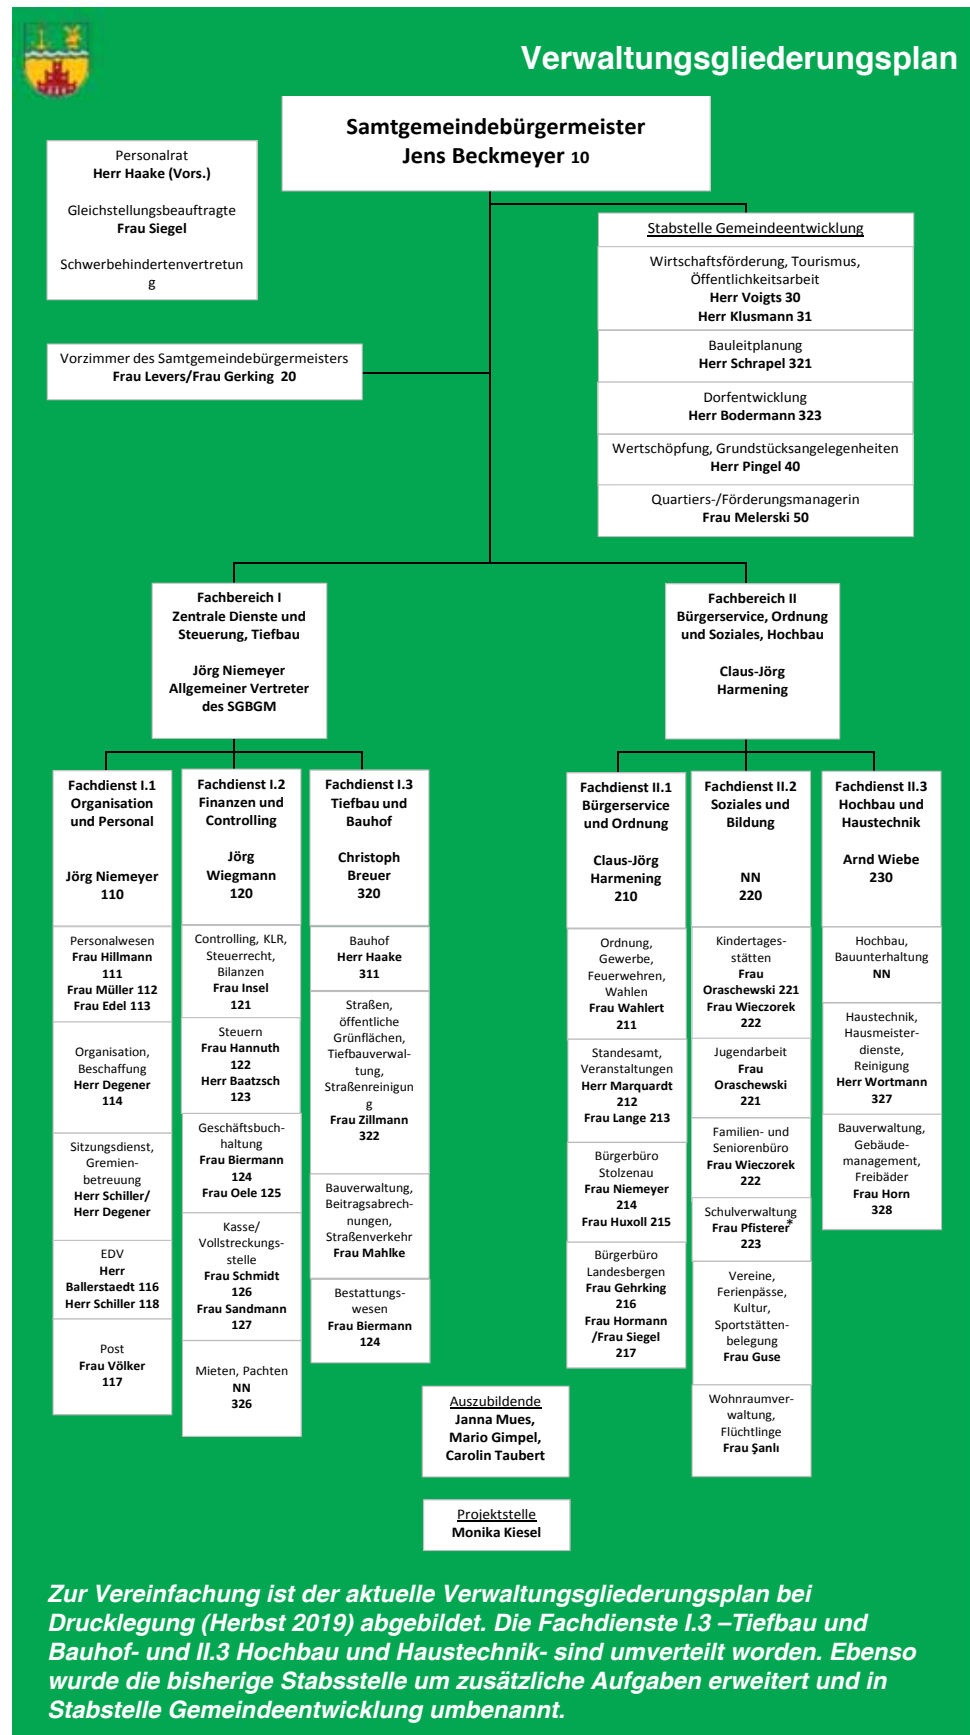 Verwaltungsgliederungsplan
Samtgemeindebürgermeister
Jens Beckmeyer 10
Personalrat
Herr Haake (Vors.)
Gleichstellungsbeauftragte
Frau Siegel
Schwerbehindertenvertretun
g
Stabstelle Gemeindeentwicklung
Wirtschaftsförderung, Tourismus,
Öffentlichkeitsarbeit
Herr Voigts 30
Herr Klusmann 31
Bauleitplanung
Herr Schrapel 321
Dorfentwicklung
Herr Bodermann 323
Wertschöpfung, Grundstücksangelegenheiten
Herr Pingel 40
Quartiers-/Förderungsmanagerin
Frau Melerski 50
Vorzimmer des Samtgemeindebürgermeisters
Frau Levers/Frau Gerking 20
Fachbereich I
Zentrale Dienste und
Steuerung, Tiefbau
Jörg Niemeyer
Allgemeiner Vertreter
des SGBGM
Fachbereich II
Bürgerservice, Ordnung
und Soziales, Hochbau
Claus-Jörg
Harmening
Fachdienst I.1
Organisation
und Personal
Jörg Niemeyer
110
Personalwesen
Frau Hillmann
111
Frau Müller 112
Frau Edel 113
Organisation,
Beschaffung
Herr Degener
114
Sitzungsdienst,
Gremien-
betreuung
Herr Schiller/
Herr Degener
EDV
Herr
Ballerstaedt 116
Herr Schiller 118
Post
Frau Völker
117
Fachdienst I.2
Finanzen und
Controlling
Jörg
Wiegmann
120
Controlling, KLR,
Steuerrecht,
Bilanzen
Frau Insel
121
Steuern
Frau Hannuth
122
Herr Baatzsch
123
Geschäftsbuch-
haltung
Frau Biermann
124
Frau Oele 125
Kasse/
Vollstreckungs-
stelle
Frau Schmidt
126
Frau Sandmann
127
Mieten, Pachten
NN
326
Fachdienst I.3
Tiefbau und
Bauhof
Christoph
Breuer
320
Bauhof
Herr Haake
311
Straßen,
öffentliche
Grünflächen,
Tiefbauverwal-
tung,
Straßenreinigun
g
Frau Zillmann
322
Bauverwaltung,
Beitragsabrech-
nungen,
Straßenverkehr
Frau Mahlke
Bestattungs-
wesen
Frau Biermann
124
Fachdienst II.1
Bürgerservice
und Ordnung
Claus-Jörg
Harmening
210
Ordnung,
Gewerbe,
Feuerwehren,
Wahlen
Frau Wahlert
211
Standesamt,
Veranstaltungen
Herr Marquardt
212
Frau Lange 213
Bürgerbüro
Stolzenau
Frau Niemeyer
214
Frau Huxoll 215
Bürgerbüro
Landesbergen
Frau Gehrking
216
Frau Hormann
/Frau Siegel
217
Fachdienst II.2
Soziales und
Bildung
NN
220
Kindertages-
stätten
Frau
Oraschewski 221
Frau Wieczorek
222
Jugendarbeit
Frau
Oraschewski
221
Familien- und
Seniorenbüro
Frau Wieczorek
222
Schulverwaltung
Frau Pfisterer*
223
Vereine,
Ferienpässe,
Kultur,
Sportstätten-
belegung
Frau Guse
Wohnraumver-
waltung,
Flüchtlinge
Frau Şanlı
Fachdienst II.3
Hochbau und
Haustechnik
Arnd Wiebe
230
Hochbau,
Bauunterhaltung
NN
Haustechnik,
Hausmeister-
dienste,
Reinigung
Herr Wortmann
327
Bauverwaltung,
Gebäude-
management,
Freibäder
Frau Horn
328
Auszubildende
Janna Mues,
Mario Gimpel,
Carolin Taubert
Projektstelle
Monika Kiesel
Zur Vereinfachung ist der aktuelle Verwaltungsgliederungsplan bei
Drucklegung (Herbst 2019) abgebildet. Die Fachdienste I.3 –Tiefbau und
Bauhof- und II.3 Hochbau und Haustechnik- sind umverteilt worden. Ebenso
wurde die bisherige Stabsstelle um zusätzliche Aufgaben erweitert und in
Stabstelle Gemeindeentwicklung umbenannt.